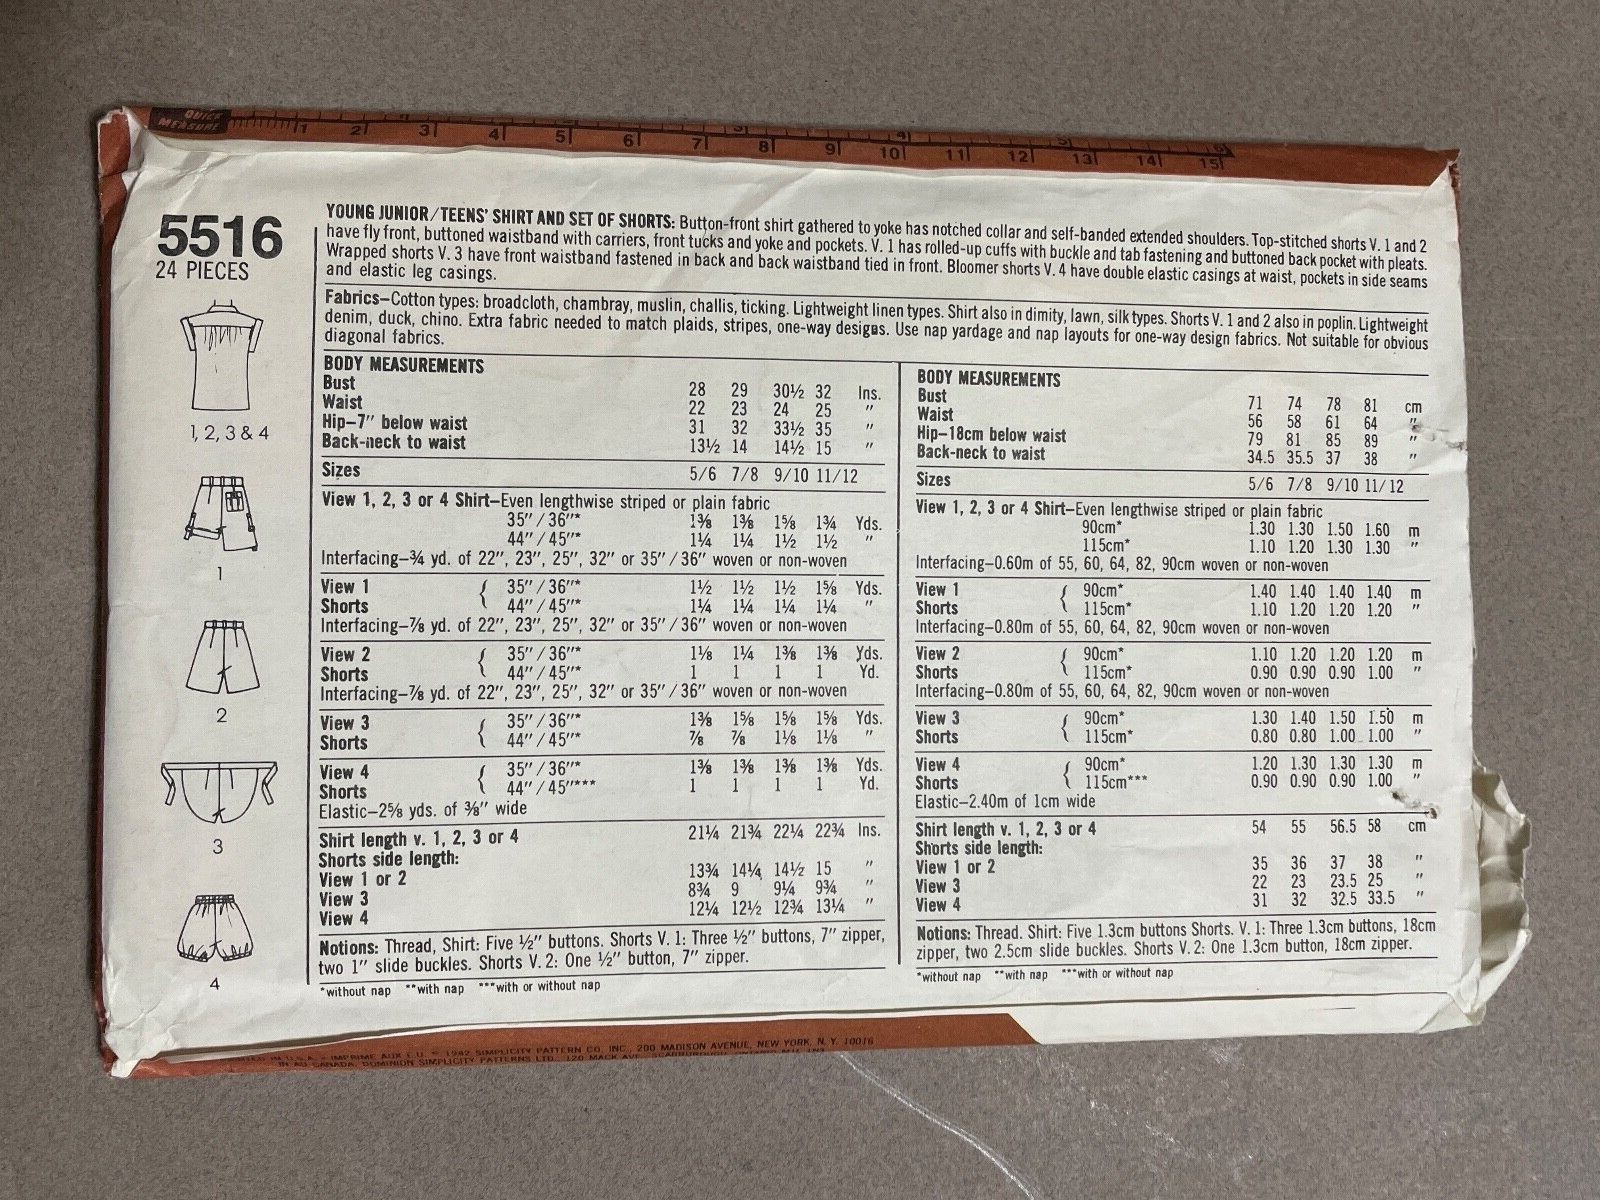 QUICK
MEASURE
1 2 3 4 5 6 7 8 9 10 11 12 13 14 15
5516
24 PIECES
1, 2, 3 & 4
1
2
3
4
YOUNG JUNIOR/TEENS' SHIRT AND SET OF SHORTS: Button-front shirt gathered to yoke has notched collar and self-banded extended shoulders. Top-stitched shorts V. 1 and 2
have fly front, buttoned waistband with carriers, front tucks and yoke and pockets. V. 1 has rolled-up cuffs with buckle and tab fastening and buttoned back pocket with pleats.
Wrapped shorts V. 3 have front waistband fastened in back and back waistband tied in front. Bloomer shorts V. 4 have double elastic casings at waist, pockets in side seams
and elastic leg casings.
Fabrics—Cotton types: broadcloth, chambray, muslin, challis, ticking. Lightweight linen types. Shirt also in dimity, lawn, silk types. Shorts V. 1 and 2 also in poplin. Lightweight
denim, duck, chino. Extra fabric needed to match plaids, stripes, one-way designs. Use nap yardage and nap layouts for one-way design fabrics. Not suitable for obvious
diagonal fabrics.
BODY MEASUREMENTS
Bust 28 29 30½ 32 Ins.
Waist 22 23 24 25 "
Hip—7" below waist 31 32 33½ 35 "
Back-neck to waist 13½ 14 14½ 15 "
Sizes 5/6 7/8 9/10 11/12
View 1, 2, 3 or 4 Shirt—Even lengthwise striped or plain fabric
35"/36"* 1⅜ 1⅜ 1⅝ 1¾ Yds.
44"/45"* 1¼ 1¼ 1½ 1½ "
Interfacing—¾ yd. of 22", 23", 25", 32" or 35"/36" woven or non-woven
View 1 { 35"/36"* 1½ 1½ 1½ 1⅝ Yds.
Shorts 44"/45"* 1¼ 1¼ 1¼ 1¼ "
Interfacing—⅞ yd. of 22", 23", 25", 32" or 35"/36" woven or non-woven
View 2 { 35"/36"* 1⅛ 1¼ 1⅜ 1⅜ Yds.
Shorts 44"/45"* 1 1 1 1 Yd.
Interfacing—⅞ yd. of 22", 23", 25", 32" or 35"/36" woven or non-woven
View 3 { 35"/36"* 1⅜ 1⅝ 1⅝ 1⅝ Yds.
Shorts 44"/45"* ⅞ ⅞ 1⅛ 1⅛ "
View 4 { 35"/36"* 1⅜ 1⅜ 1⅜ 1⅜ Yds.
Shorts 44"/45"*** 1 1 1 1 Yd.
Elastic—2⅝ yds. of ⅜" wide
Shirt length v. 1, 2, 3 or 4 21¼ 21¾ 22¼ 22¾ Ins.
Shorts side length:
View 1 or 2 13¾ 14¼ 14½ 15 "
View 3 8¾ 9 9¼ 9¾ "
View 4 12¼ 12½ 12¾ 13¼ "
Notions: Thread, Shirt: Five ½" buttons. Shorts V. 1: Three ½" buttons, 7" zipper,
two 1" slide buckles. Shorts V. 2: One ½" button, 7" zipper.
*without nap **with nap ***with or without nap
BODY MEASUREMENTS
Bust 71 74 78 81 cm
Waist 56 58 61 64 "
Hip—18cm below waist 79 81 85 89 "
Back-neck to waist 34.5 35.5 37 38 "
Sizes 5/6 7/8 9/10 11/12
View 1, 2, 3 or 4 Shirt—Even lengthwise striped or plain fabric
90cm* 1.30 1.30 1.50 1.60 m
115cm* 1.10 1.20 1.30 1.30 "
Interfacing—0.60m of 55, 60, 64, 82, 90cm woven or non-woven
View 1 { 90cm* 1.40 1.40 1.40 1.40 m
Shorts 115cm* 1.10 1.20 1.20 1.20 "
Interfacing—0.80m of 55, 60, 64, 82, 90cm woven or non-woven
View 2 { 90cm* 1.10 1.20 1.20 1.20 m
Shorts 115cm* 0.90 0.90 0.90 1.00 "
Interfacing—0.80m of 55, 60, 64, 82, 90cm woven or non-woven
View 3 { 90cm* 1.30 1.40 1.50 1.50 m
Shorts 115cm* 0.80 0.80 1.00 1.00 "
View 4 { 90cm* 1.20 1.30 1.30 1.30 m
Shorts 115cm*** 0.90 0.90 0.90 1.00 "
Elastic—2.40m of 1cm wide
Shirt length v. 1, 2, 3 or 4 54 55 56.5 58 cm
Shorts side length:
View 1 or 2 35 36 37 38 "
View 3 22 23 23.5 25 "
View 4 31 32 32.5 33.5 "
Notions: Thread. Shirt: Five 1.3cm buttons Shorts. V. 1: Three 1.3cm buttons, 18cm
zipper, two 2.5cm slide buckles. Shorts V. 2: One 1.3cm button, 18cm zipper.
*without nap **with nap ***with or without nap
IN U.S.A. - IMPRIME AUX E.U. © 1982 SIMPLICITY PATTERN CO. INC., 200 MADISON AVENUE, NEW YORK, N. Y. 10016
IN AU CANADA, DOMINION SIMPLICITY PATTERNS LTD. 120 MACK AVE.